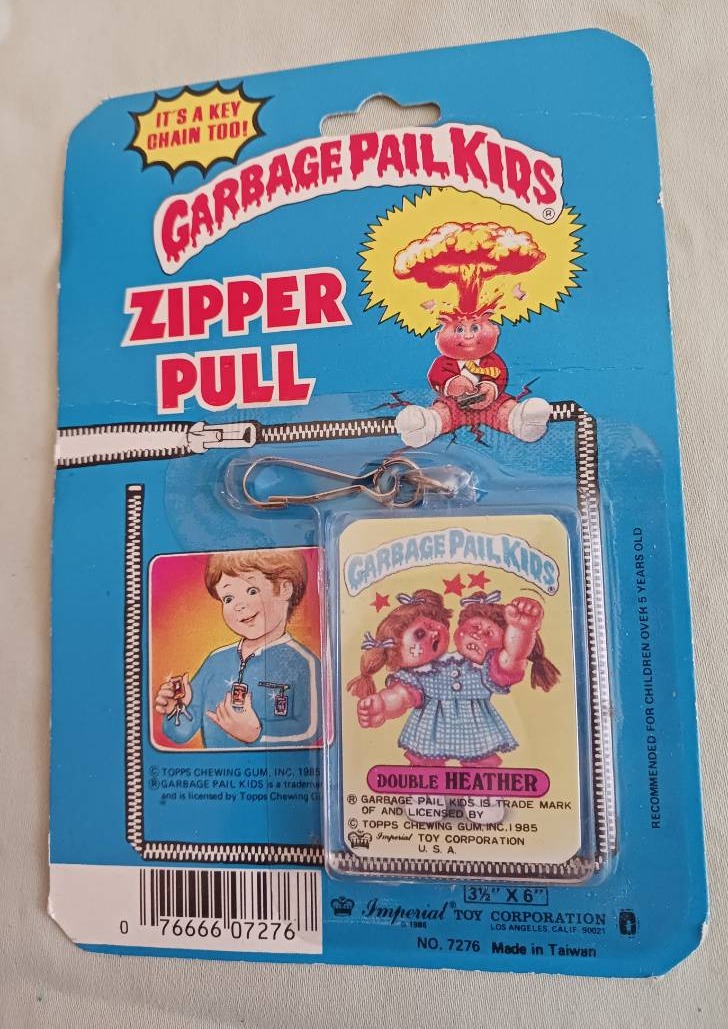 IT'S A KEY
CHAIN TOO!
GARBAGE PAIL KIDS
®
ZIPPER
PULL
GARBAGE PAIL KIDS
®
DOUBLE HEATHER
® GARBAGE PAIL KIDS IS TRADE MARK
OF AND LICENSED BY
© TOPPS CHEWING GUM, INC. 1985
Imperial TOY CORPORATION
U. S. A.
© TOPPS CHEWING GUM, INC, 1985
® GARBAGE PAIL KIDS is a
and is licensed by Topps Chewing
RECOMMENDED FOR CHILDREN OVER 5 YEARS OLD
3½" X 6"
Imperial® TOY CORPORATION
© 1986 LOS ANGELES, CALIF. 90021
NO. 7276 Made in Taiwan
0 76666 07276